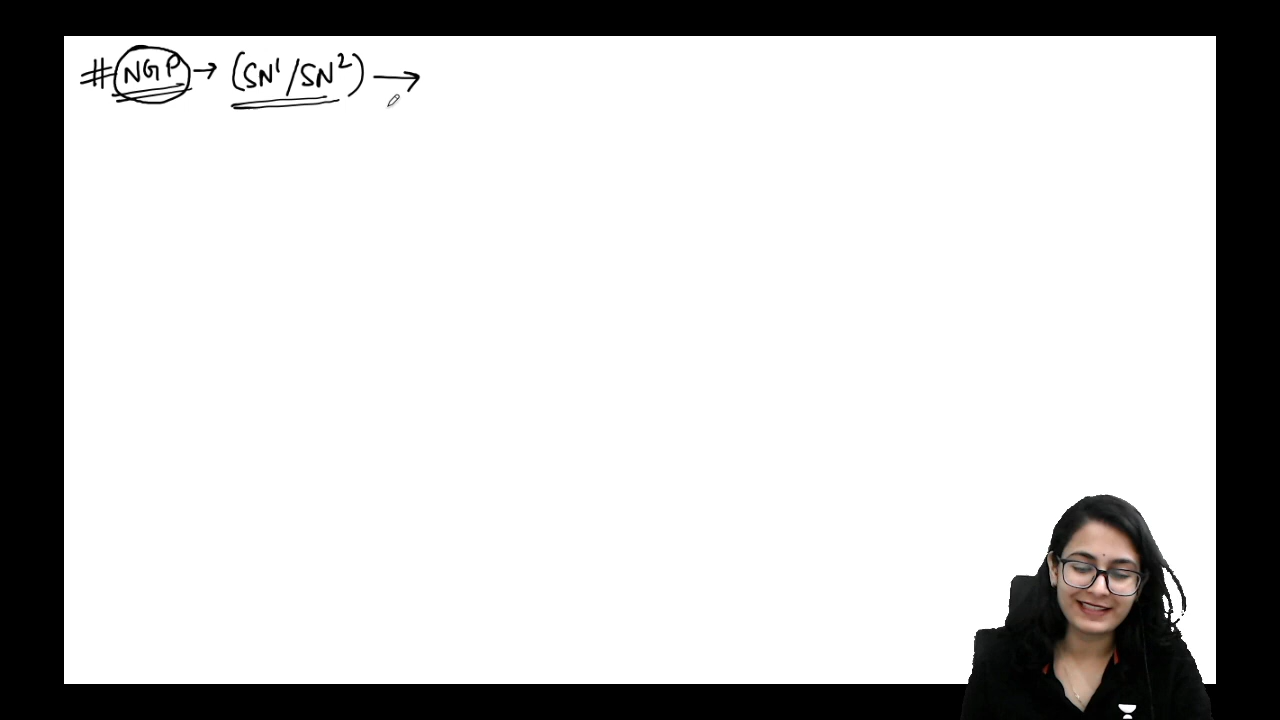 # NGP → (SN¹/SN²) →